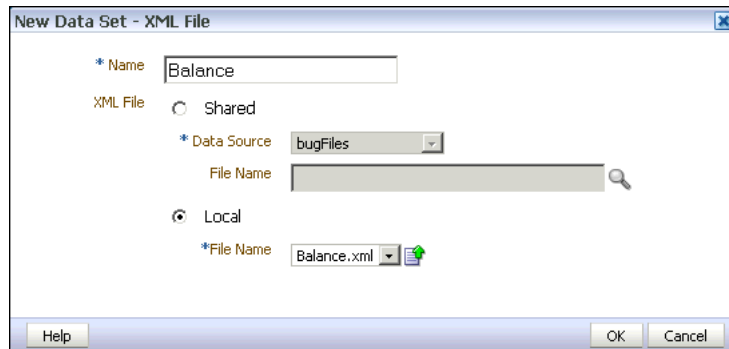 New Data Set - XML File
* Name Balance
XML File Shared
* Data Source bugFiles
File Name
Local
*File Name Balance.xml
Help OK Cancel